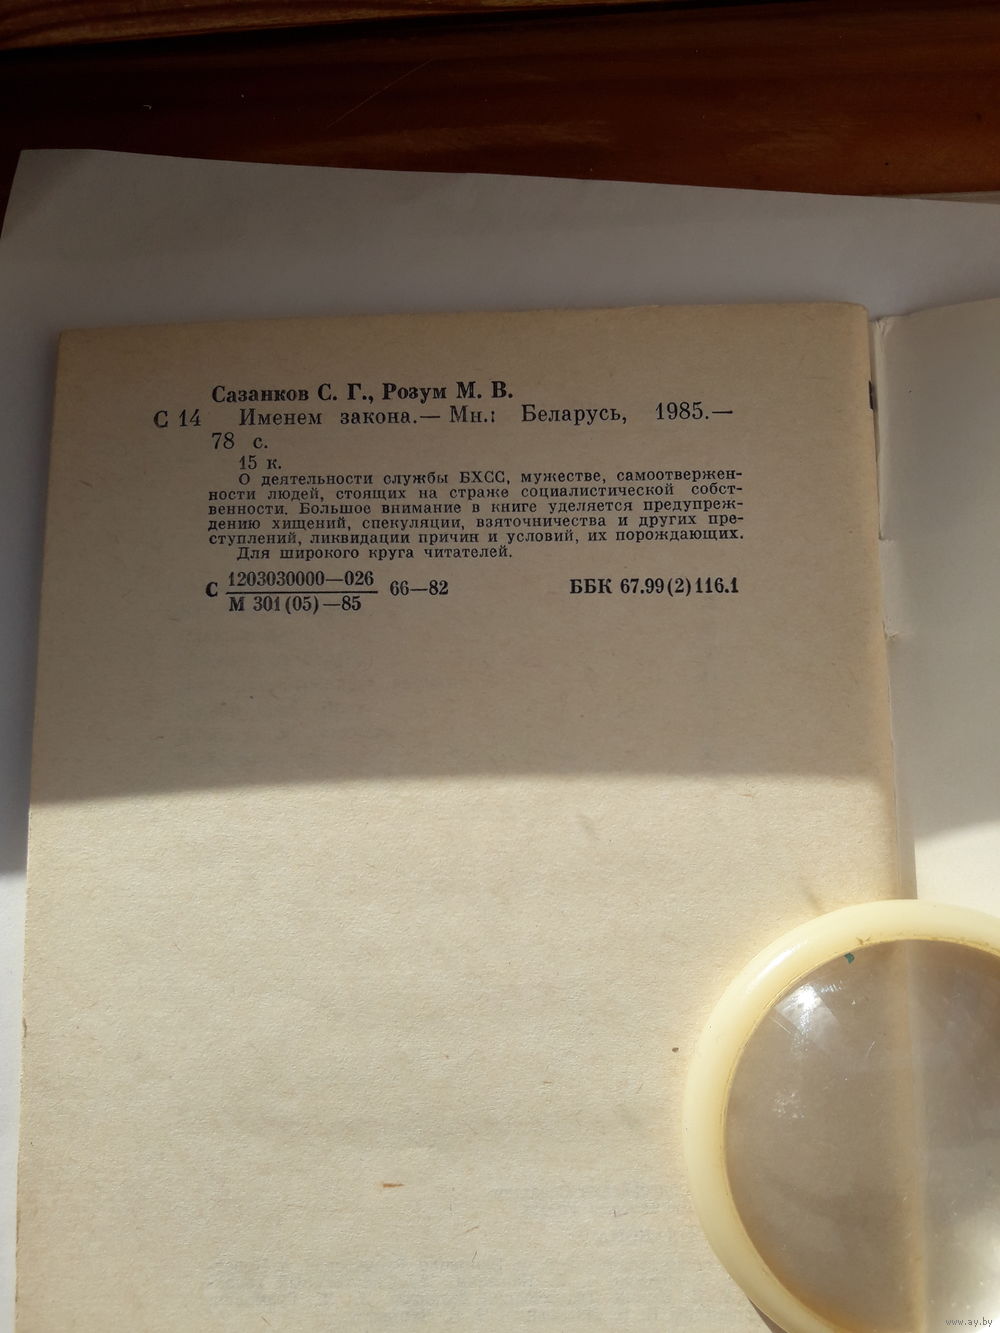 Сазанков С. Г., Розум М. В.
С 14 Именем закона.— Мн.: Беларусь, 1985.—
78 с.
15 к.
О деятельности службы БХСС, мужестве, самоотвержен-
ности людей, стоящих на страже социалистической собст-
венности. Большое внимание в книге уделяется предупреж-
дению хищений, спекуляции, взяточничества и других пре-
ступлений, ликвидации причин и условий, их порождающих.
Для широкого круга читателей.
С 1203030000—026 66—82 ББК 67.99(2)116.1
М 301(05)—85
www.ay.by